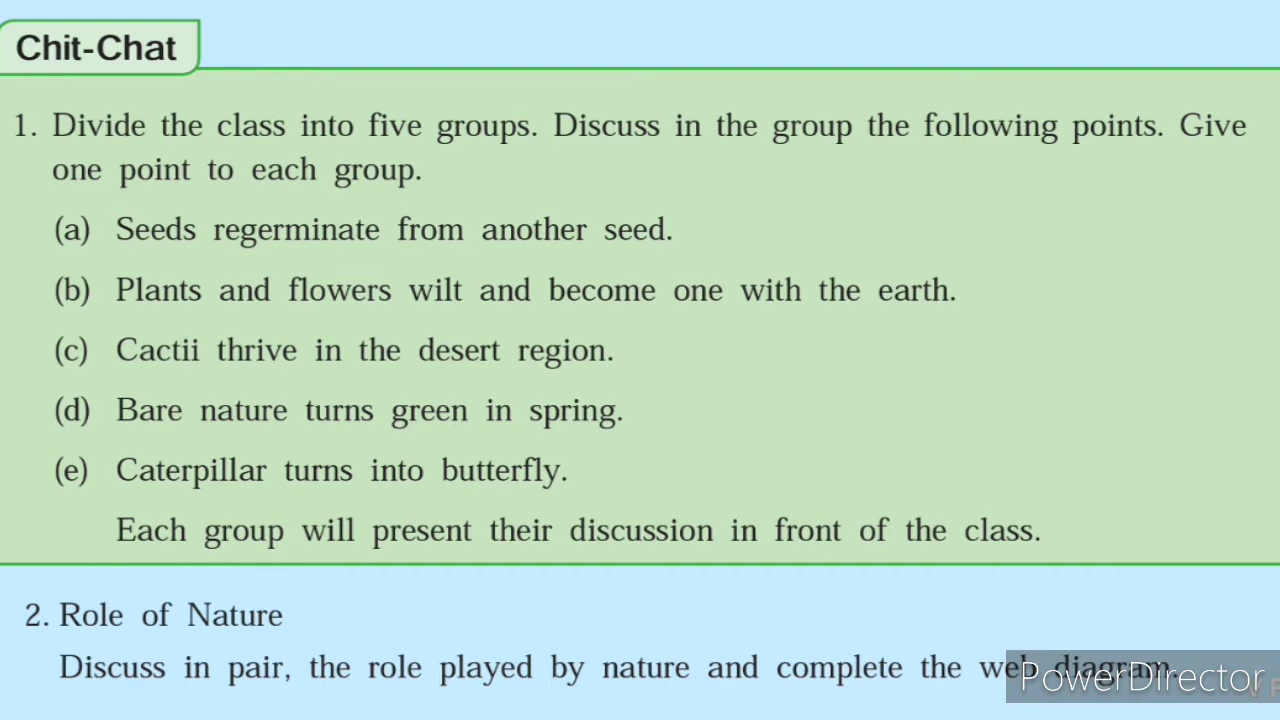 Chit-Chat
1. Divide the class into five groups. Discuss in the group the following points. Give
one point to each group.
(a) Seeds regerminate from another seed.
(b) Plants and flowers wilt and become one with the earth.
(c) Cactii thrive in the desert region.
(d) Bare nature turns green in spring.
(e) Caterpillar turns into butterfly.
Each group will present their discussion in front of the class.
2. Role of Nature
Discuss in pair, the role played by nature and complete the web diagram.
PowerDirector